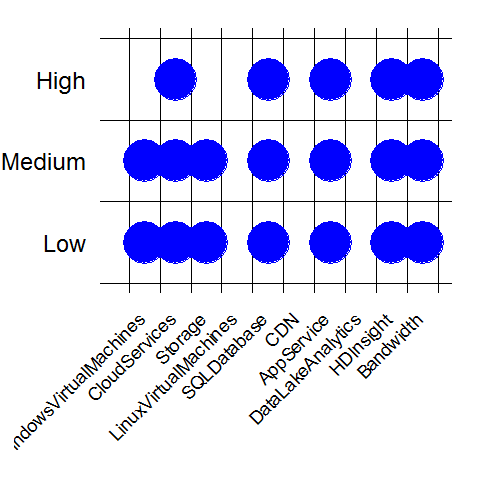 High
Medium
Low
ndowsVirtualMachines
CloudServices
Storage
LinuxVirtualMachines
SQLDatabase
CDN
AppService
DataLakeAnalytics
HDInsight
Bandwidth